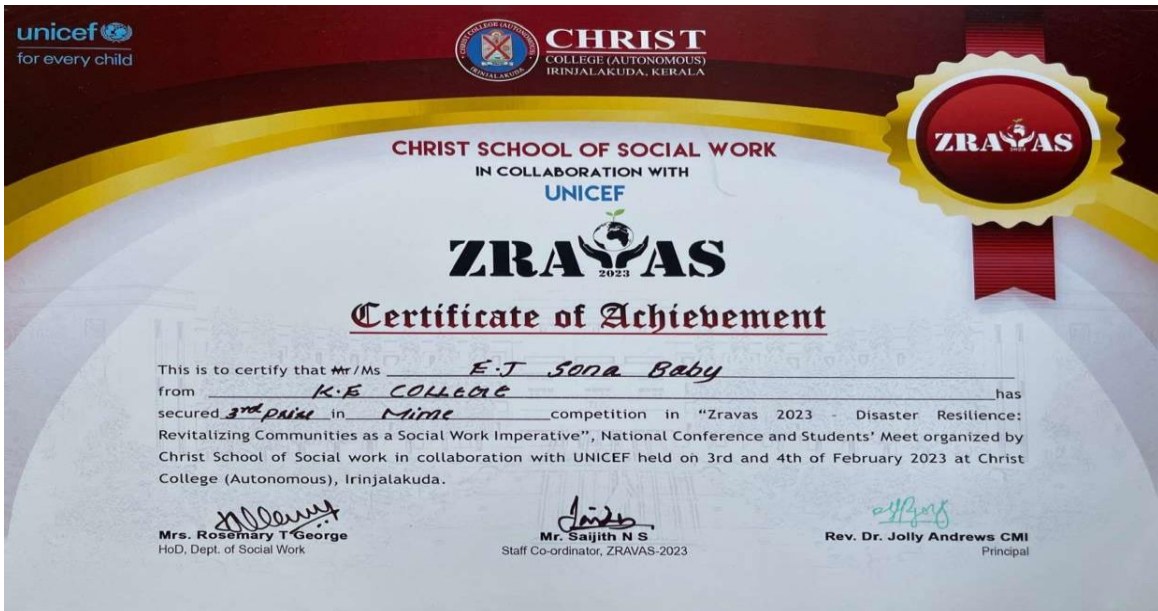 unicef
for every child
CHRIST COLLEGE (AUTONOMOUS)
IRINJALAKUDA
CHRIST
COLLEGE (AUTONOMOUS)
IRINJALAKUDA, KERALA
ZRAVAS
2023
CHRIST SCHOOL OF SOCIAL WORK
IN COLLABORATION WITH
UNICEF
ZRAVAS
2023
Certificate of Achievement
This is to certify that Mr/Ms E.J Sona Baby
from K.E COLLEGE has
secured 3rd prize in Mime competition in "Zravas 2023 - Disaster Resilience:
Revitalizing Communities as a Social Work Imperative", National Conference and Students' Meet organized by
Christ School of Social work in collaboration with UNICEF held on 3rd and 4th of February 2023 at Christ
College (Autonomous), Irinjalakuda.
Mrs. Rosemary T George
HoD, Dept. of Social Work
Mr. Saijith N S
Staff Co-ordinator, ZRAVAS-2023
Rev. Dr. Jolly Andrews CMI
Principal